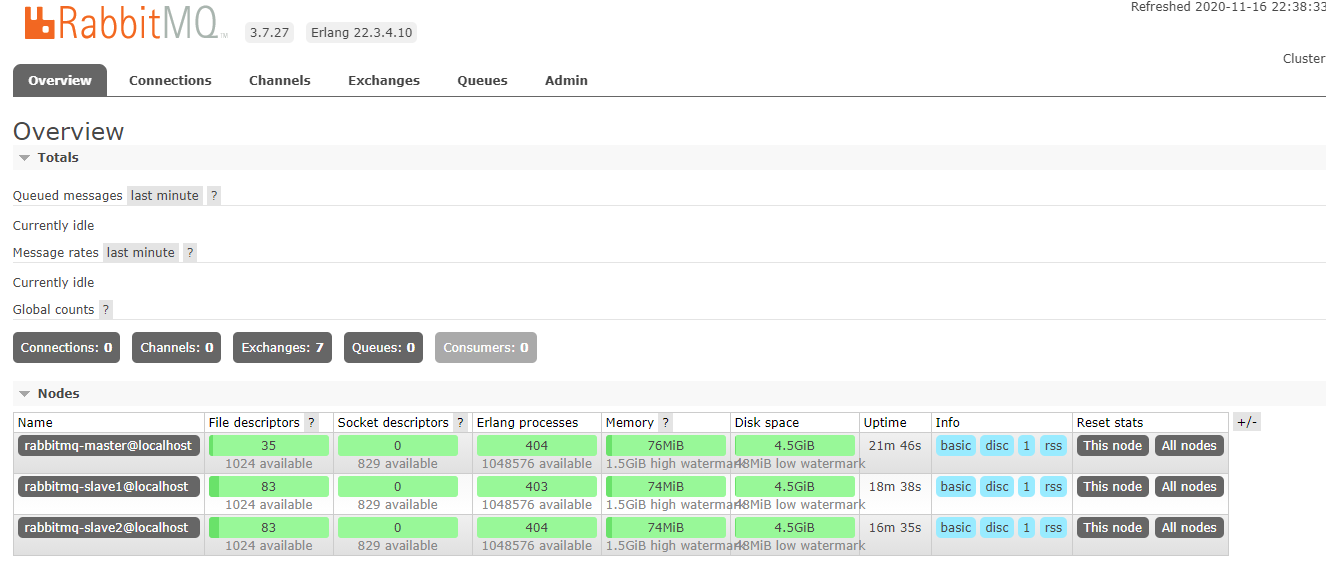 RabbitMQ TM 3.7.27 Erlang 22.3.4.10
Refreshed 2020-11-16 22:38:33
Cluster
Overview Connections Channels Exchanges Queues Admin
Overview
Totals
Queued messages last minute ?
Currently idle
Message rates last minute ?
Currently idle
Global counts ?
Connections: 0 Channels: 0 Exchanges: 7 Queues: 0 Consumers: 0
Nodes
Name File descriptors ? Socket descriptors ? Erlang processes Memory ? Disk space Uptime Info Reset stats +/-
rabbitmq-master@localhost 35 0 404 76MiB 4.5GiB 21m 46s basic disc 1 rss This node All nodes
1024 available 829 available 1048576 available 1.5GiB high watermark 48MiB low watermark
rabbitmq-slave1@localhost 83 0 403 74MiB 4.5GiB 18m 38s basic disc 1 rss This node All nodes
1024 available 829 available 1048576 available 1.5GiB high watermark 48MiB low watermark
rabbitmq-slave2@localhost 83 0 404 74MiB 4.5GiB 16m 35s basic disc 1 rss This node All nodes
1024 available 829 available 1048576 available 1.5GiB high watermark 48MiB low watermark